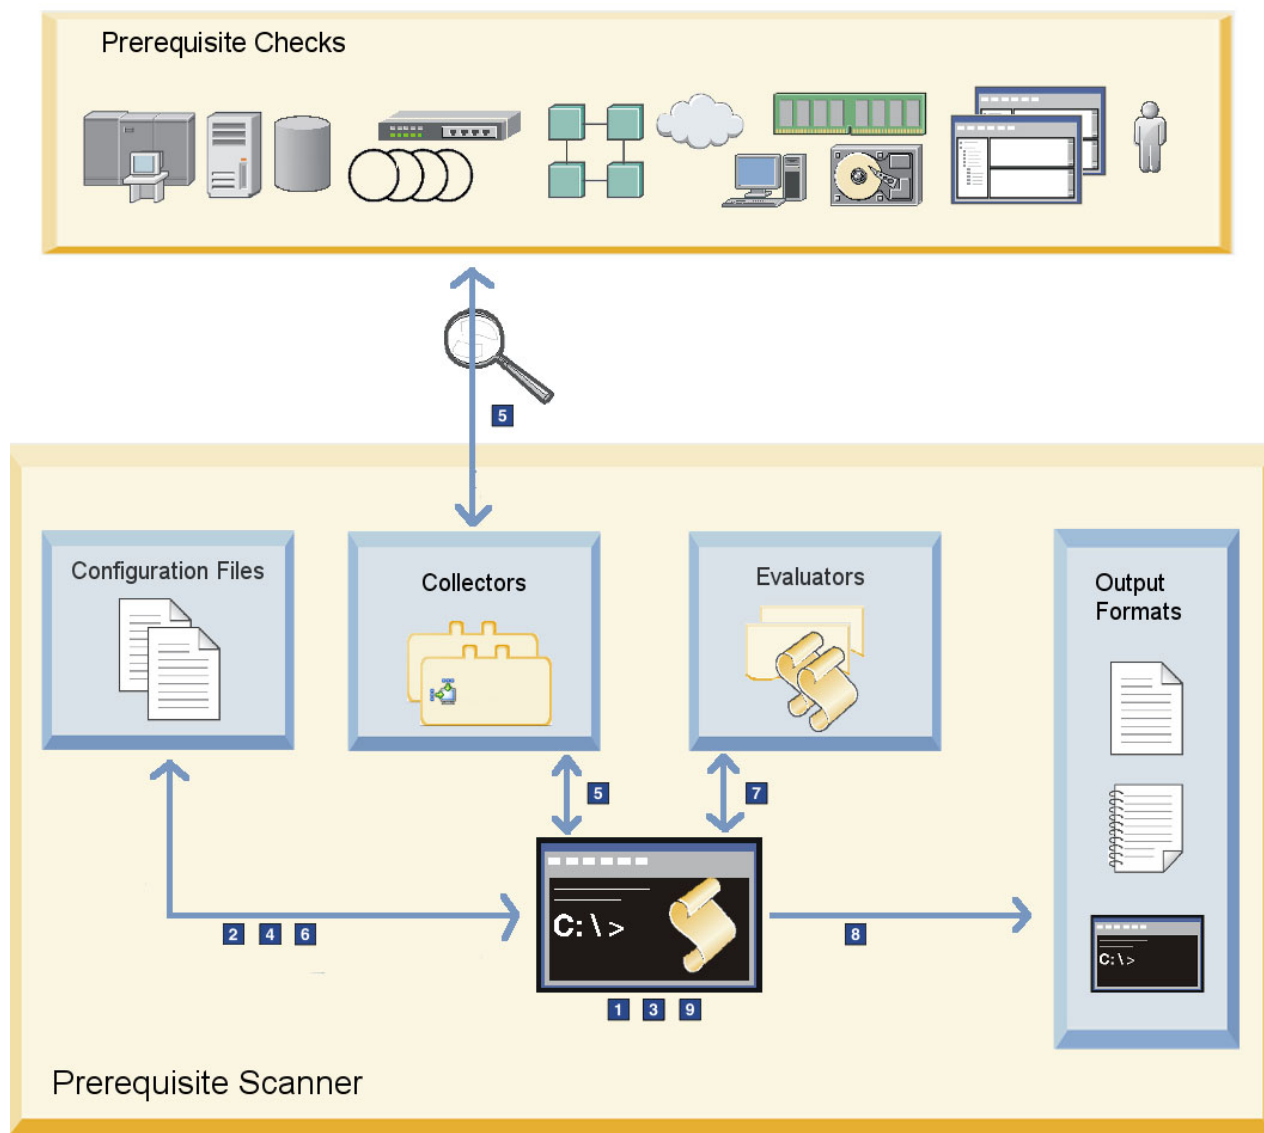 Prerequisite Checks
5
Configuration Files
Collectors
Evaluators
Output
Formats
5
7
C:\>
2 4 6
8
C:\>
1 3 9
Prerequisite Scanner